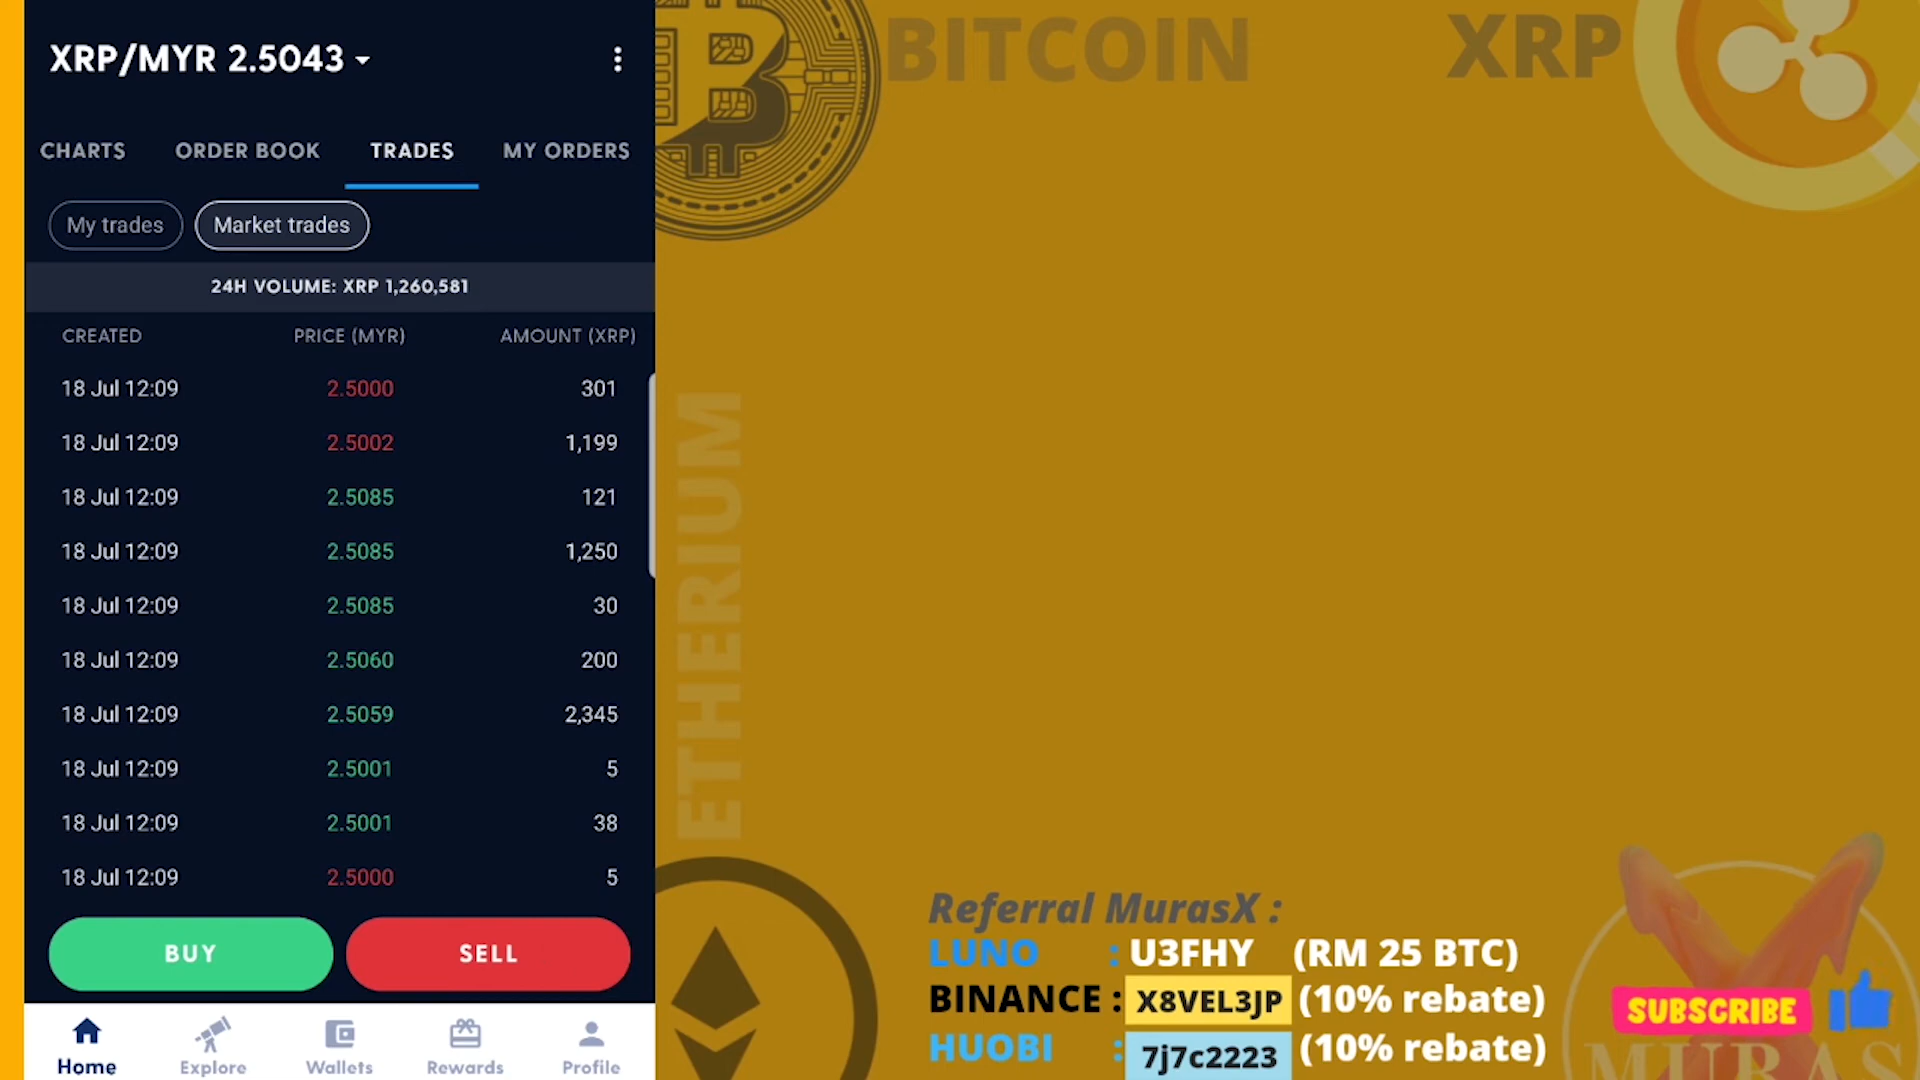 XRP/MYR 2.5043
CHARTS ORDER BOOK TRADES MY ORDERS
My trades Market trades
24H VOLUME: XRP 1,260,581
CREATED PRICE (MYR) AMOUNT (XRP)
18 Jul 12:09 2.5000 301
18 Jul 12:09 2.5002 1,199
18 Jul 12:09 2.5085 121
18 Jul 12:09 2.5085 1,250
18 Jul 12:09 2.5085 30
18 Jul 12:09 2.5060 200
18 Jul 12:09 2.5059 2,345
18 Jul 12:09 2.5001 5
18 Jul 12:09 2.5001 38
18 Jul 12:09 2.5000 5
BUY SELL
Home Explore Wallets Rewards Profile
BITCOIN
XRP
ETHERIUM
Referral MurasX :
LUNO : U3FHY (RM 25 BTC)
BINANCE : X8VEL3JP (10% rebate)
HUOBI : 7j7c2223 (10% rebate)
SUBSCRIBE
MURAS